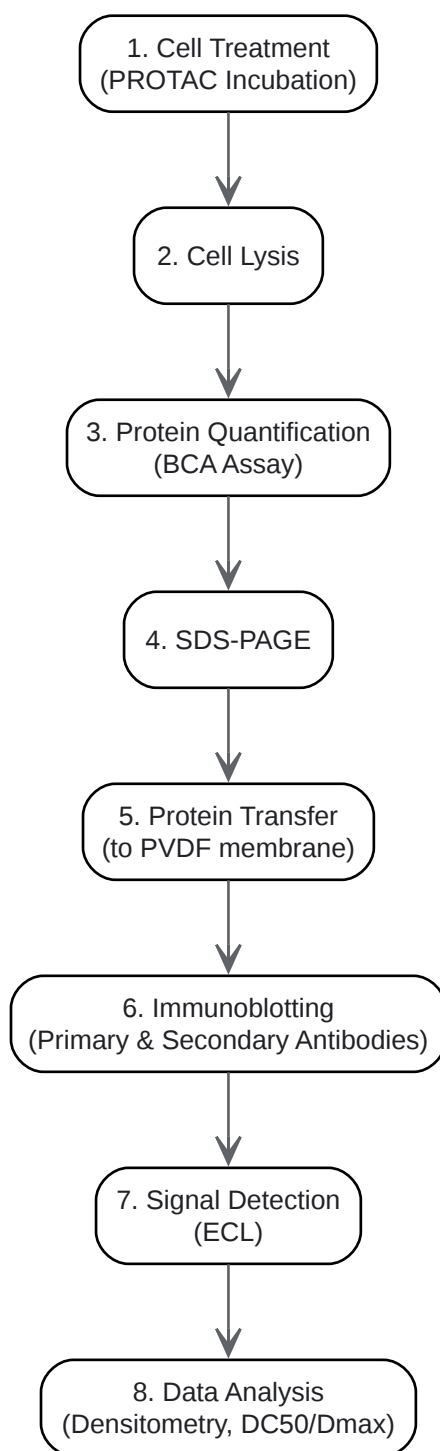 1. Cell Treatment
(PROTAC Incubation)
2. Cell Lysis
3. Protein Quantification
(BCA Assay)
4. SDS-PAGE
5. Protein Transfer
(to PVDF membrane)
6. Immunoblotting
(Primary & Secondary Antibodies)
7. Signal Detection
(ECL)
8. Data Analysis
(Densitometry, DC50/Dmax)